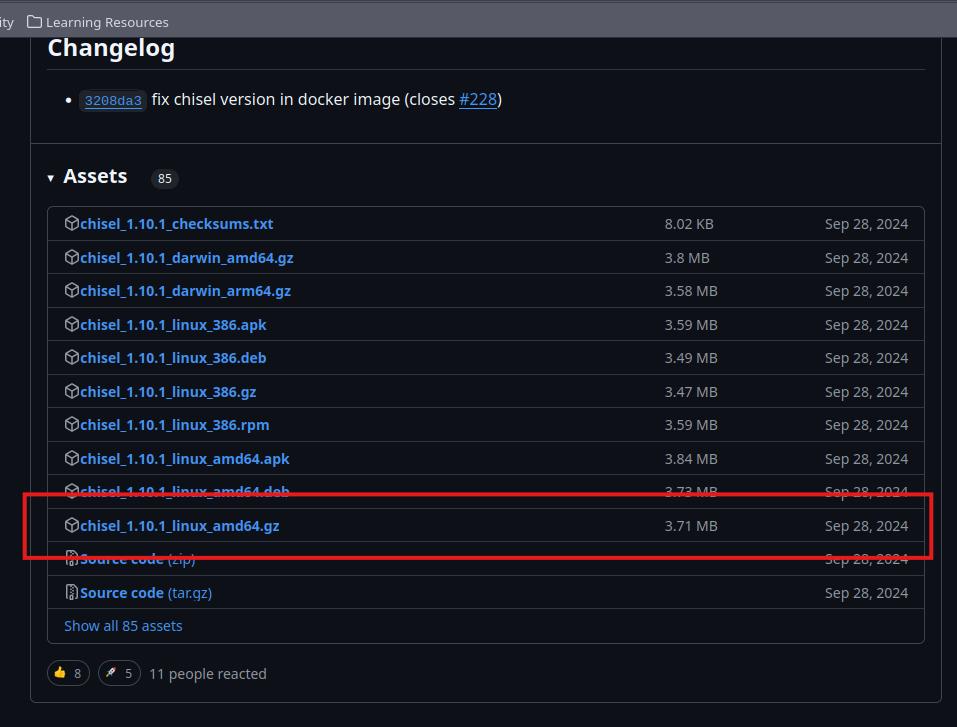 ity Learning Resources
Changelog
3208da3 fix chisel version in docker image (closes #228)
Assets 85
chisel_1.10.1_checksums.txt 8.02 KB Sep 28, 2024
chisel_1.10.1_darwin_amd64.gz 3.8 MB Sep 28, 2024
chisel_1.10.1_darwin_arm64.gz 3.58 MB Sep 28, 2024
chisel_1.10.1_linux_386.apk 3.59 MB Sep 28, 2024
chisel_1.10.1_linux_386.deb 3.49 MB Sep 28, 2024
chisel_1.10.1_linux_386.gz 3.47 MB Sep 28, 2024
chisel_1.10.1_linux_386.rpm 3.59 MB Sep 28, 2024
chisel_1.10.1_linux_amd64.apk 3.84 MB Sep 28, 2024
chisel_1.10.1_linux_amd64.deb 3.73 MB Sep 28, 2024
chisel_1.10.1_linux_amd64.gz 3.71 MB Sep 28, 2024
Source code (zip) Sep 28, 2024
Source code (tar.gz) Sep 28, 2024
Show all 85 assets
8 5 11 people reacted